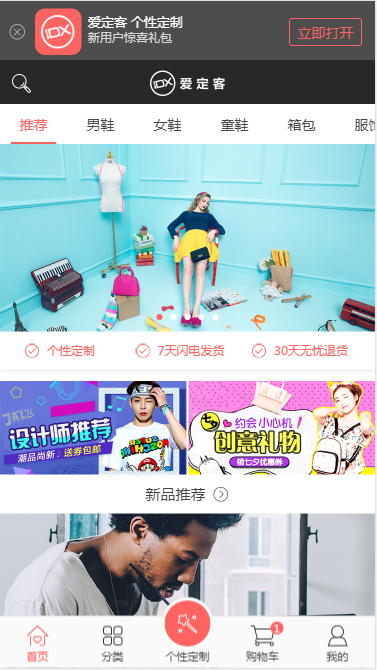 IDX
爱定客 个性定制
新用户惊喜礼包
立即打开
IDX 爱定客
推荐 男鞋 女鞋 童鞋 箱包 服饰
个性定制 7天闪电发货 30天无忧退货
JAZZ
设计师推荐
潮品尚新·送券包邮
七夕 约会小心机!
创意礼物
领七夕优惠券
新品推荐
1
首页 分类 个性定制 购物车 我的